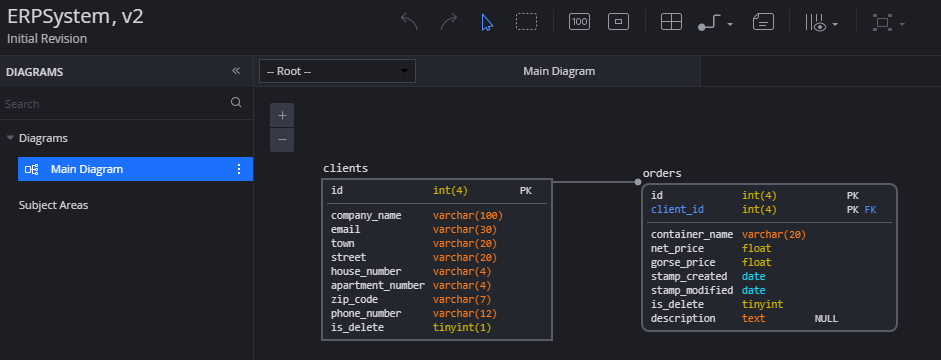 ERPSystem, v2
Initial Revision
100
DIAGRAMS
-- Root --
Main Diagram
Search
Diagrams
Main Diagram
Subject Areas
clients
id int(4) PK
company_name varchar(100)
email varchar(30)
town varchar(20)
street varchar(20)
house_number varchar(4)
apartment_number varchar(4)
zip_code varchar(7)
phone_number varchar(12)
is_delete tinyint(1)
orders
id int(4) PK
client_id int(4) PK FK
container_name varchar(20)
net_price float
gorse_price float
stamp_created date
stamp_modified date
is_delete tinyint
description text NULL